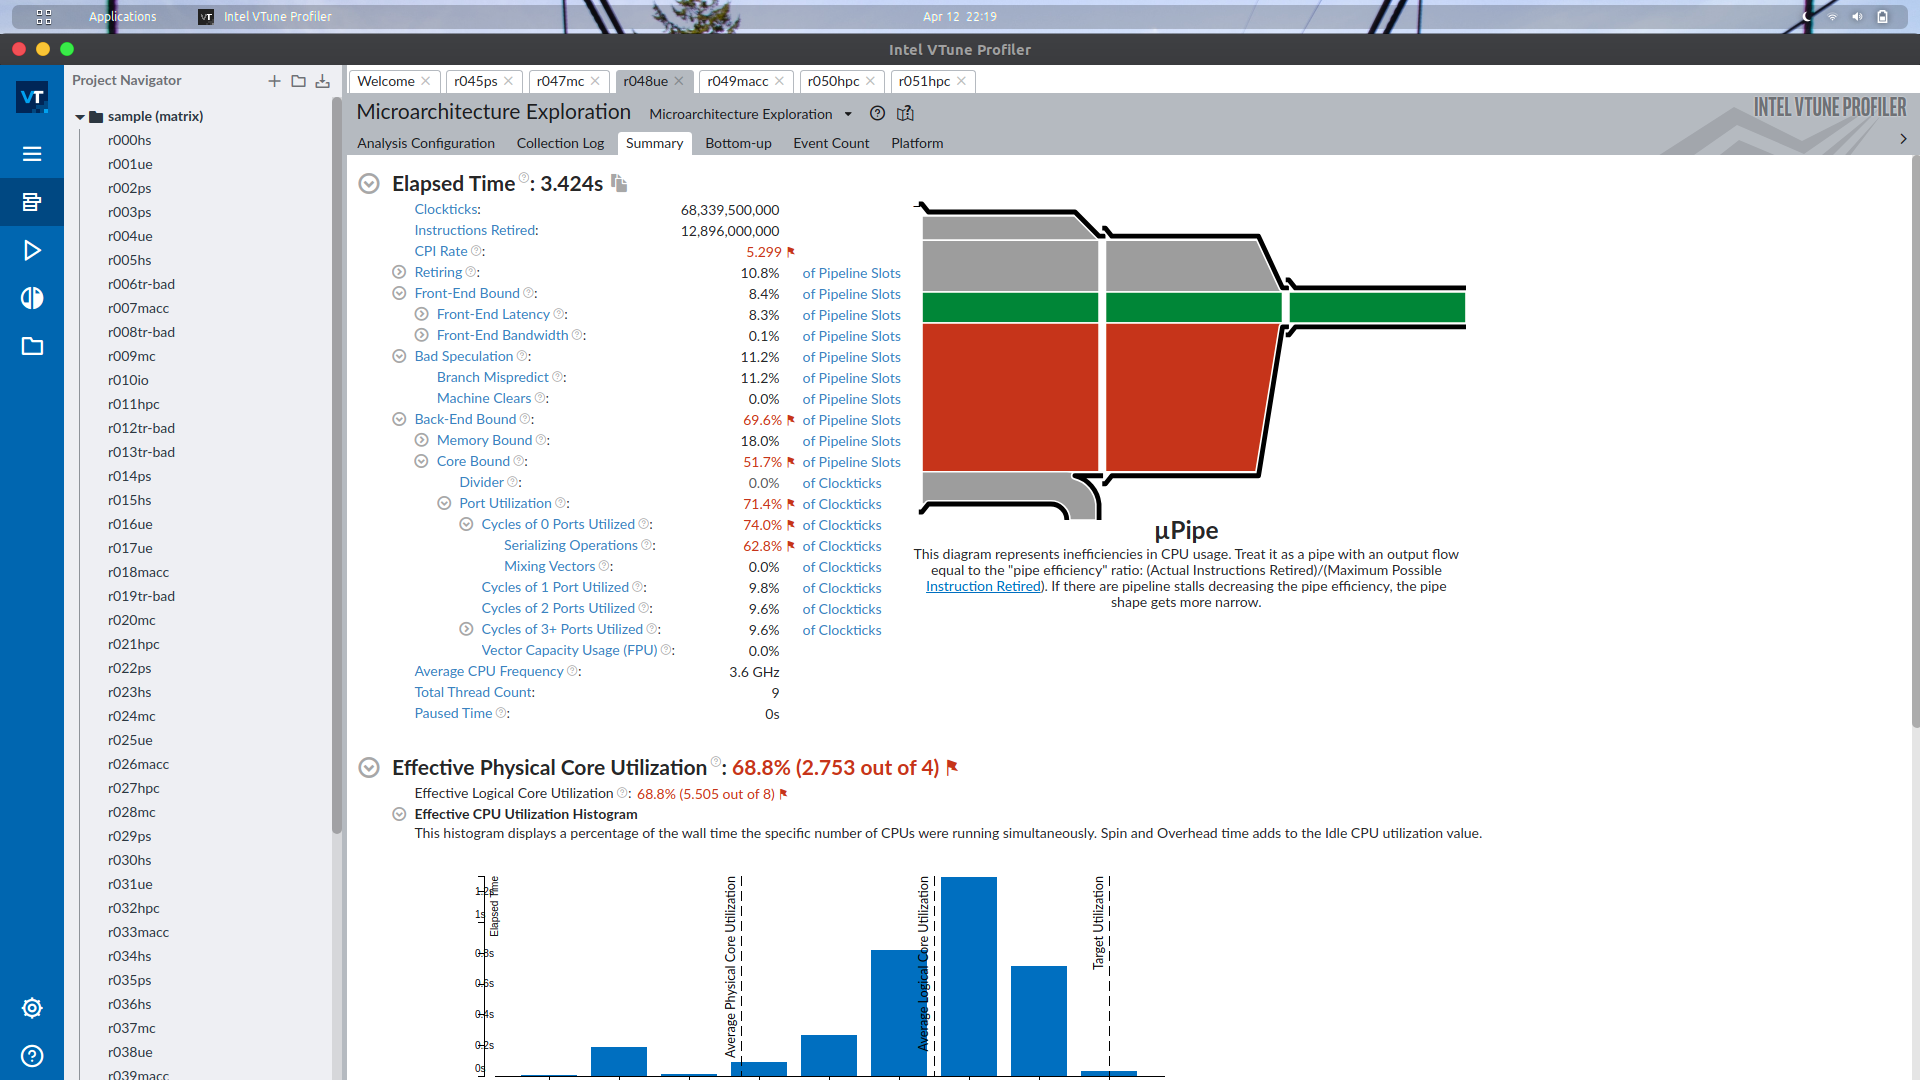 Applications
VT
Intel VTune Profiler
Apr 12 22:19
Intel VTune Profiler
VT
Project Navigator
sample (matrix)
r000hs
r001ue
r002ps
r003ps
r004ue
r005hs
r006tr-bad
r007macc
r008tr-bad
r009mc
r010io
r011hpc
r012tr-bad
r013tr-bad
r014ps
r015hs
r016ue
r017ue
r018macc
r019tr-bad
r020mc
r021hpc
r022ps
r023hs
r024mc
r025ue
r026macc
r027hpc
r028mc
r029ps
r030hs
r031ue
r032hpc
r033macc
r034hs
r035ps
r036hs
r037mc
r038ue
r039macc
Welcome
r045ps
r047mc
r048ue
r049macc
r050hpc
r051hpc
Microarchitecture Exploration
Microarchitecture Exploration
INTEL VTUNE PROFILER
Analysis Configuration
Collection Log
Summary
Bottom-up
Event Count
Platform
Elapsed Time : 3.424s
Clockticks: 68,339,500,000
Instructions Retired: 12,896,000,000
CPI Rate : 5.299
Retiring : 10.8% of Pipeline Slots
Front-End Bound : 8.4% of Pipeline Slots
Front-End Latency : 8.3% of Pipeline Slots
Front-End Bandwidth : 0.1% of Pipeline Slots
Bad Speculation : 11.2% of Pipeline Slots
Branch Mispredict : 11.2% of Pipeline Slots
Machine Clears : 0.0% of Pipeline Slots
Back-End Bound : 69.6% of Pipeline Slots
Memory Bound : 18.0% of Pipeline Slots
Core Bound : 51.7% of Pipeline Slots
Divider : 0.0% of Clockticks
Port Utilization : 71.4% of Clockticks
Cycles of 0 Ports Utilized : 74.0% of Clockticks
Serializing Operations : 62.8% of Clockticks
Mixing Vectors : 0.0% of Clockticks
Cycles of 1 Port Utilized : 9.8% of Clockticks
Cycles of 2 Ports Utilized : 9.6% of Clockticks
Cycles of 3+ Ports Utilized : 9.6% of Clockticks
Vector Capacity Usage (FPU) : 0.0%
Average CPU Frequency : 3.6 GHz
Total Thread Count: 9
Paused Time : 0s
µPipe
This diagram represents inefficiencies in CPU usage. Treat it as a pipe with an output flow
equal to the "pipe efficiency" ratio: (Actual Instructions Retired)/(Maximum Possible
Instruction Retired). If there are pipeline stalls decreasing the pipe efficiency, the pipe
shape gets more narrow.
Effective Physical Core Utilization : 68.8% (2.753 out of 4)
Effective Logical Core Utilization : 68.8% (5.505 out of 8)
Effective CPU Utilization Histogram
This histogram displays a percentage of the wall time the specific number of CPUs were running simultaneously. Spin and Overhead time adds to the Idle CPU utilization value.
Elapsed Time
1.2s
1s
0.8s
0.6s
0.4s
0.2s
0s
Average Physical Core Utilization
Average Logical Core Utilization
Target Utilization